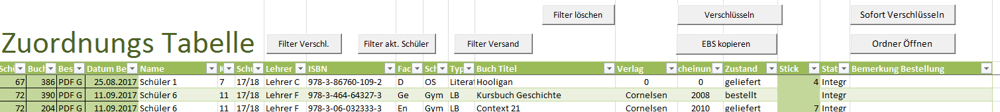 Filter löschen Verschlüsseln Sofort Verschlüsseln
Zuordnungs Tabelle Filter Verschl. Filter akt. Schüler Filter Versand EBS kopieren Ordner Öffnen
Schü Buch Bes Datum Be Name K Schu Lehrer ISBN Fac Sch Typ Buch Titel Verlag cheinun Zustand Stick Stat Bemerkung Bestellung
67 386 PDF G 25.08.2017 Schüler 1 7 17/18 Lehrer C 978-3-86760-109-2 D OS Literat Hooligan 0 0 geliefert 4 Integr
72 390 PDF G 11.09.2017 Schüler 6 11 17/18 Lehrer F 978-3-464-64327-3 Ge Gym LB Kursbuch Geschichte Cornelsen 2008 bestellt Integr
72 204 PDF G 11.09.2017 Schüler 6 11 17/18 Lehrer F 978-3-06-032333-3 En Gym LB Context 21 Cornelsen 2010 geliefert 7 Integr